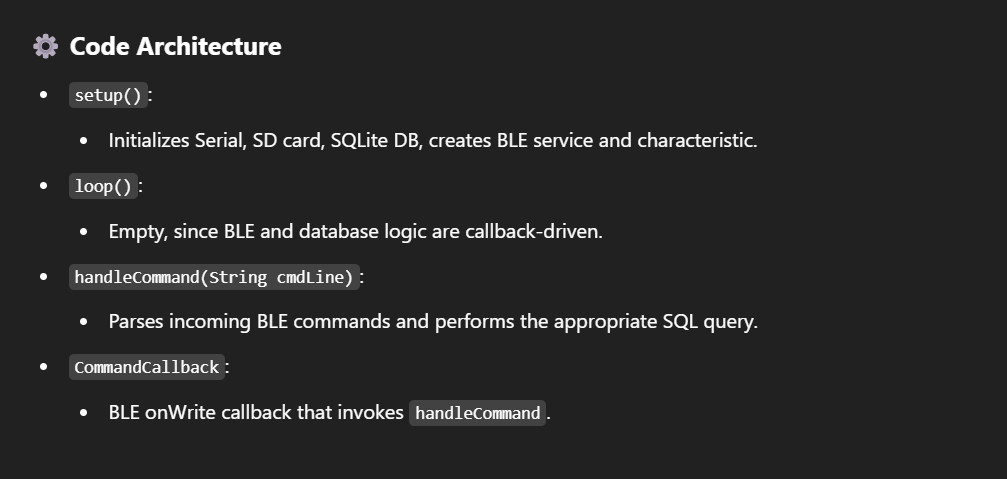 Code Architecture
setup():
Initializes Serial, SD card, SQLite DB, creates BLE service and characteristic.
loop():
Empty, since BLE and database logic are callback-driven.
handleCommand(String cmdLine):
Parses incoming BLE commands and performs the appropriate SQL query.
CommandCallback:
BLE onWrite callback that invokes handleCommand.